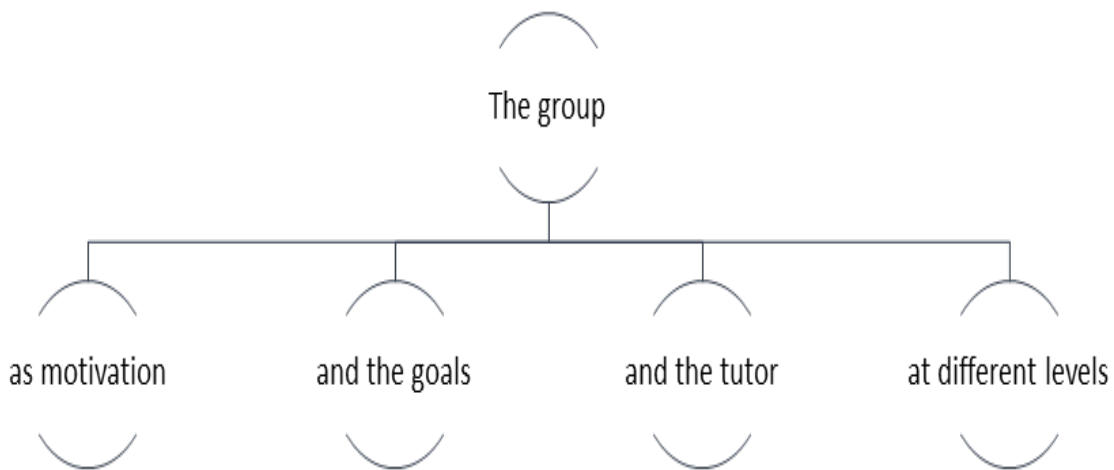 The group
as motivation
and the goals
and the tutor
at different levels